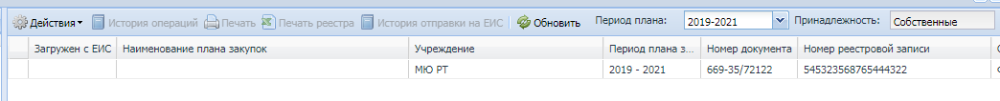 Действия История операций Печать Печать реестра История отправки на ЕИС Обновить Период плана: 2019-2021 Принадлежность: Собственные
Загружен с ЕИС Наименование плана закупок Учреждение Период плана з... Номер документа Номер реестровой записи
МЮ РТ 2019 - 2021 669-35/72122 545323568765444322